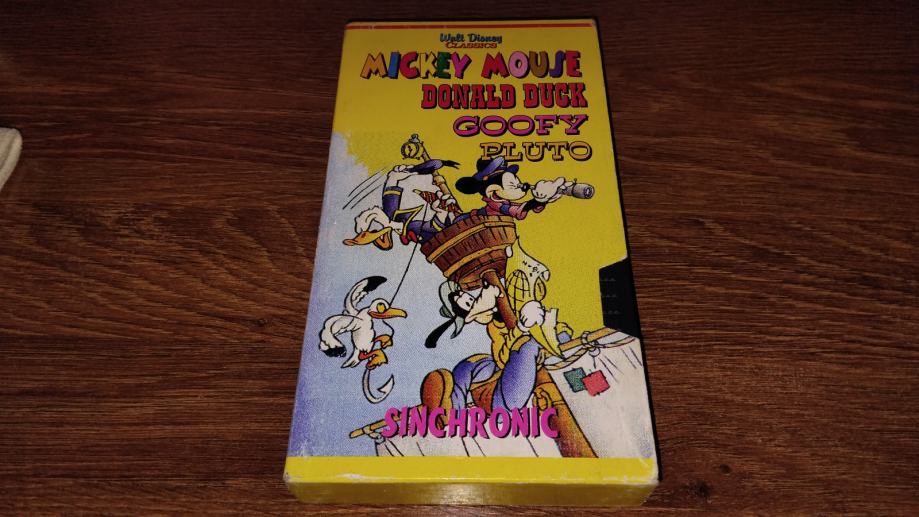 Walt Disney
CLASSICS
MICKEY MOUSE
DONALD DUCK
GOOFY
PLUTO
SINCHRONIC